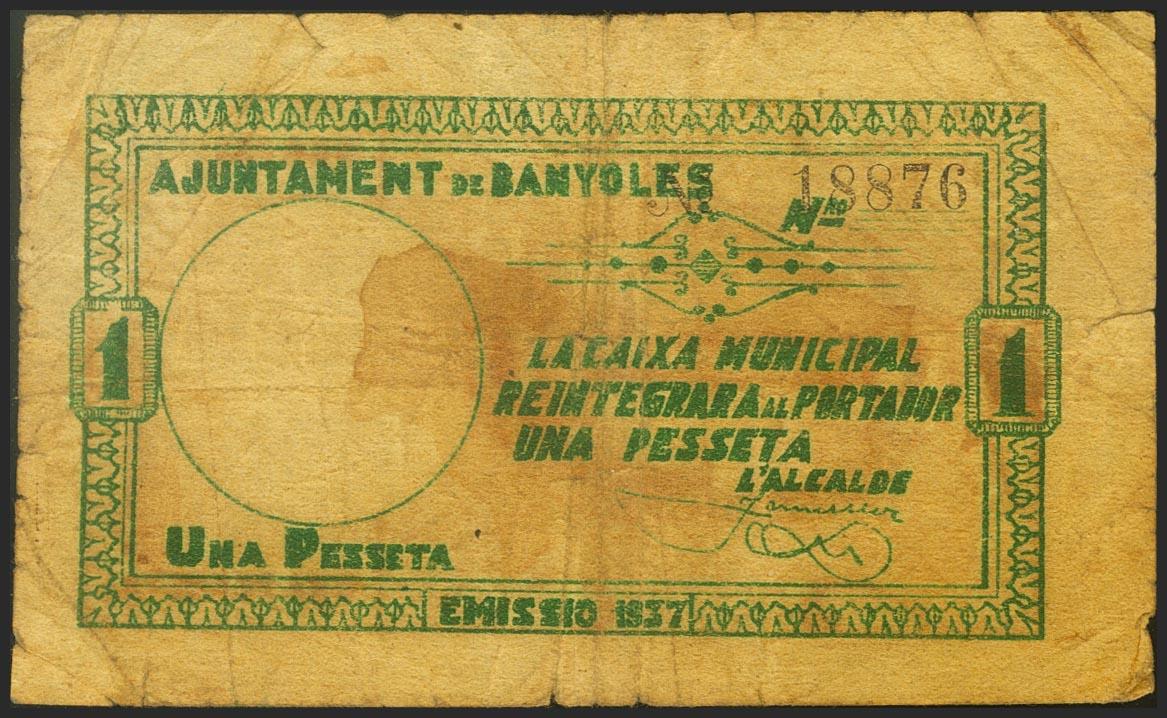 AJUNTAMENT DE BANYOLES
Nº 18876
Nre
1
1
LA CAIXA MUNICIPAL
REINTEGRARA AL PORTADOR
UNA PESSETA
L'ALCALDE
UNA PESSETA
EMISSIO 1937